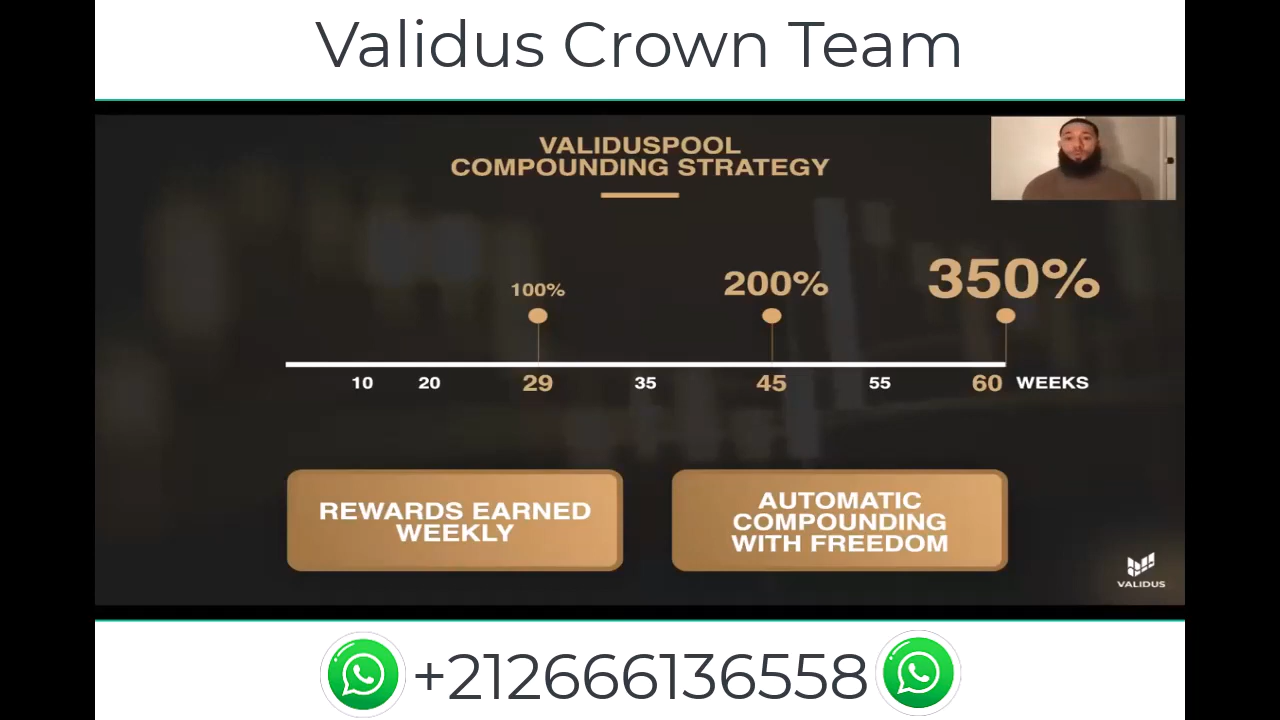 Validus Crown Team
VALIDUSPOOL
COMPOUNDING STRATEGY
100%
200%
350%
10 20 29 35 45 55 60 WEEKS
REWARDS EARNED
WEEKLY
AUTOMATIC
COMPOUNDING
WITH FREEDOM
VALIDUS
+212666136558